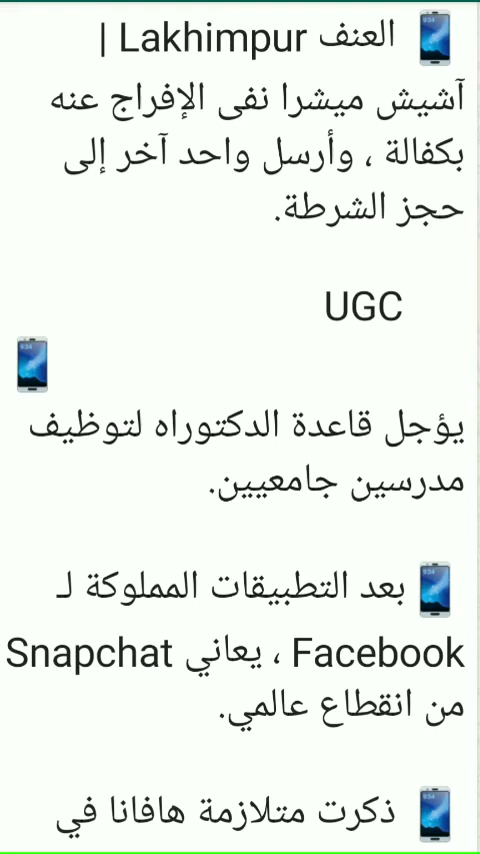 العنف Lakhimpur |
آشيش ميشرا نفى الإفراج عنه
بكفالة ، وأرسل واحد آخر إلى
حجز الشرطة.
UGC
يؤجل قاعدة الدكتوراه لتوظيف
مدرسين جامعيين.
بعد التطبيقات المملوكة لـ
Facebook ، يعاني Snapchat
من انقطاع عالمي.
ذكرت متلازمة هافانا في